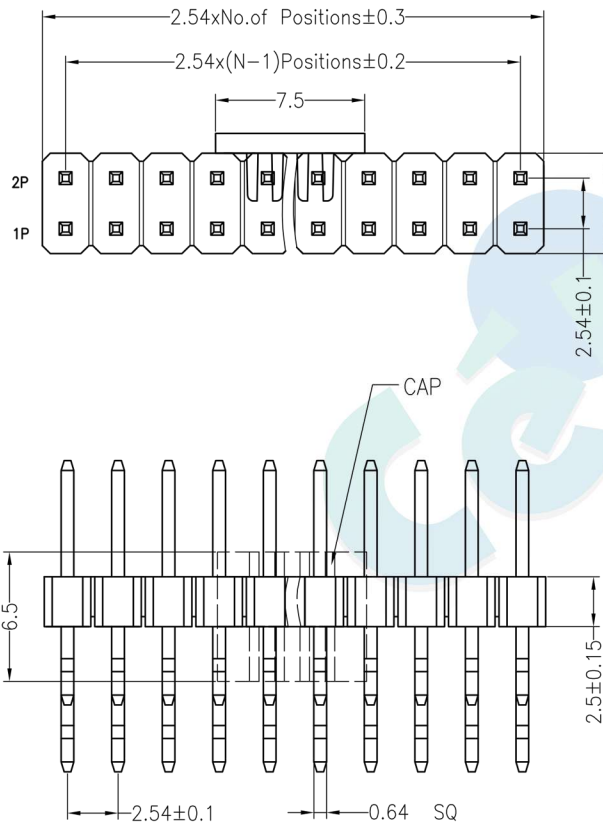 2.54xNo.of Positions±0.3
2.54x(N-1)Positions±0.2
7.5
2P
1P
2.54±0.1
CAP
6.5
2.5±0.15
2.54±0.1
0.64 SQ